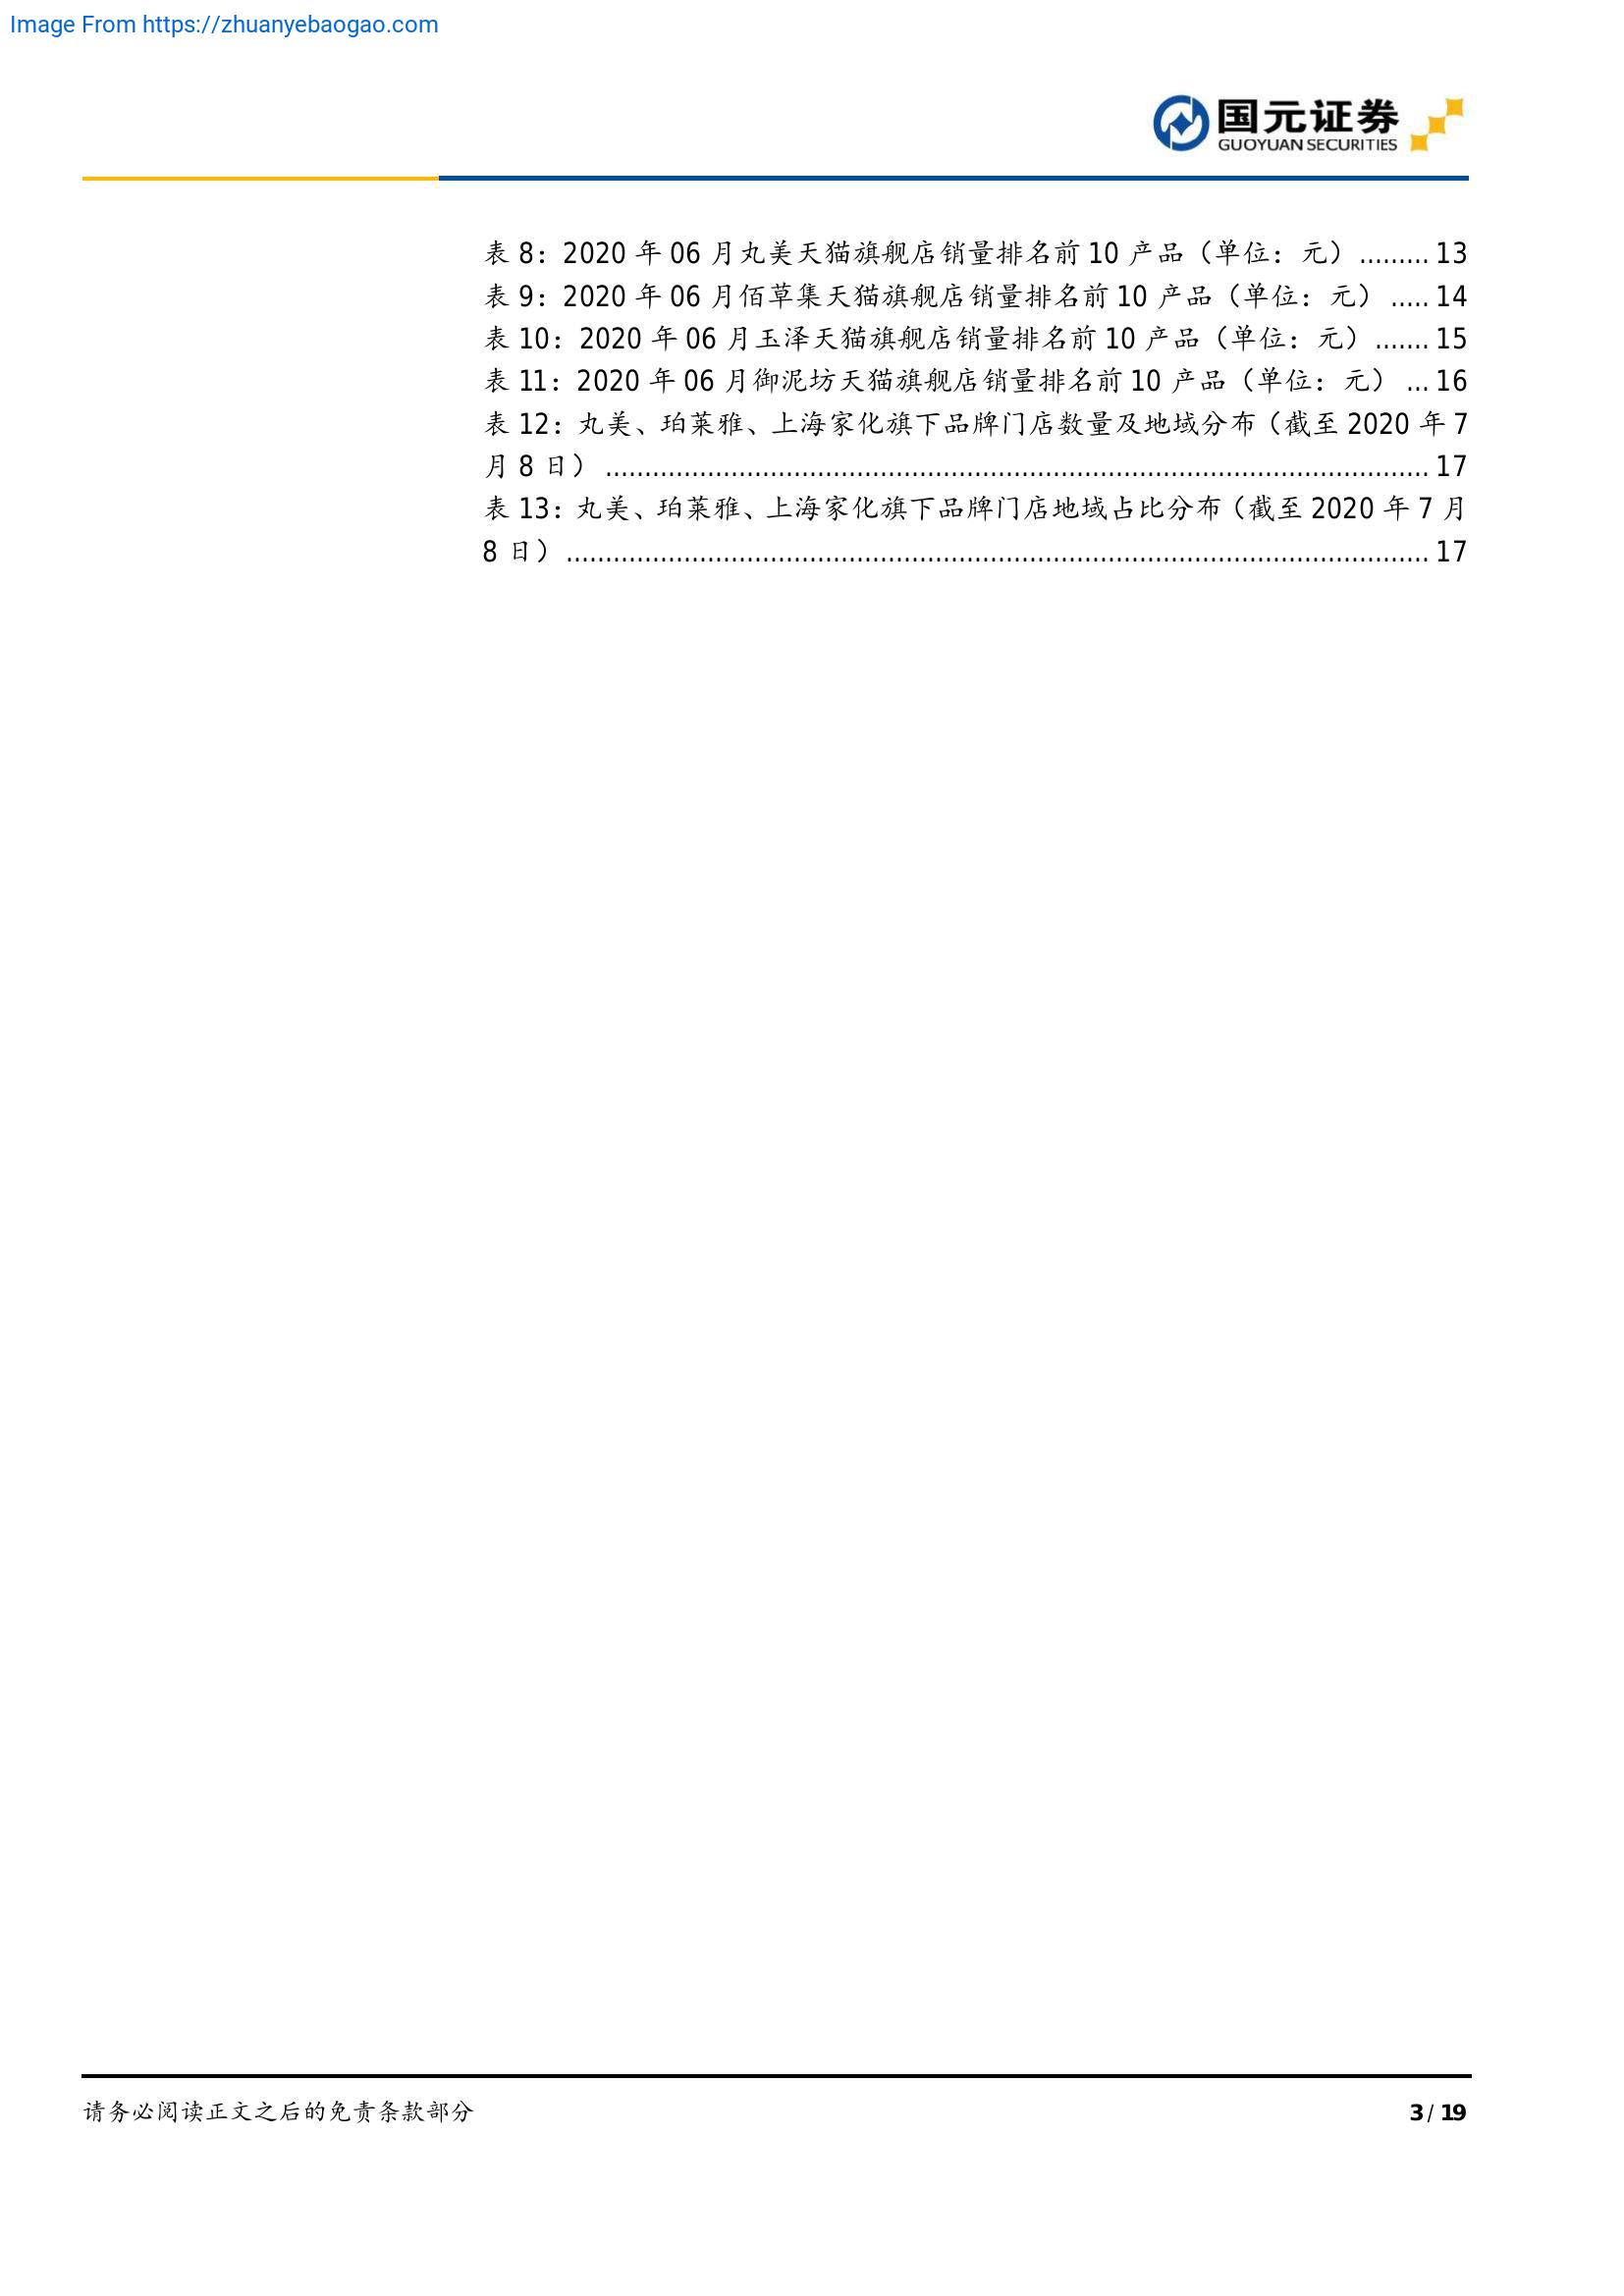 Image From https://zhuanyebaogao.com
国元证券
GUOYUAN SECURITIES
表 8：2020 年 06 月丸美天猫旗舰店销量排名前 10 产品（单位：元）......... 13
表 9：2020 年 06 月佰草集天猫旗舰店销量排名前 10 产品（单位：元） ..... 14
表 10：2020 年 06 月玉泽天猫旗舰店销量排名前 10 产品（单位：元）....... 15
表 11：2020 年 06 月御泥坊天猫旗舰店销量排名前 10 产品（单位：元） ... 16
表 12：丸美、珀莱雅、上海家化旗下品牌门店数量及地域分布（截至 2020 年 7
月 8 日） ......................................................................................................... 17
表 13：丸美、珀莱雅、上海家化旗下品牌门店地域占比分布（截至 2020 年 7 月
8 日）.............................................................................................................. 17
请务必阅读正文之后的免责条款部分
3 / 19